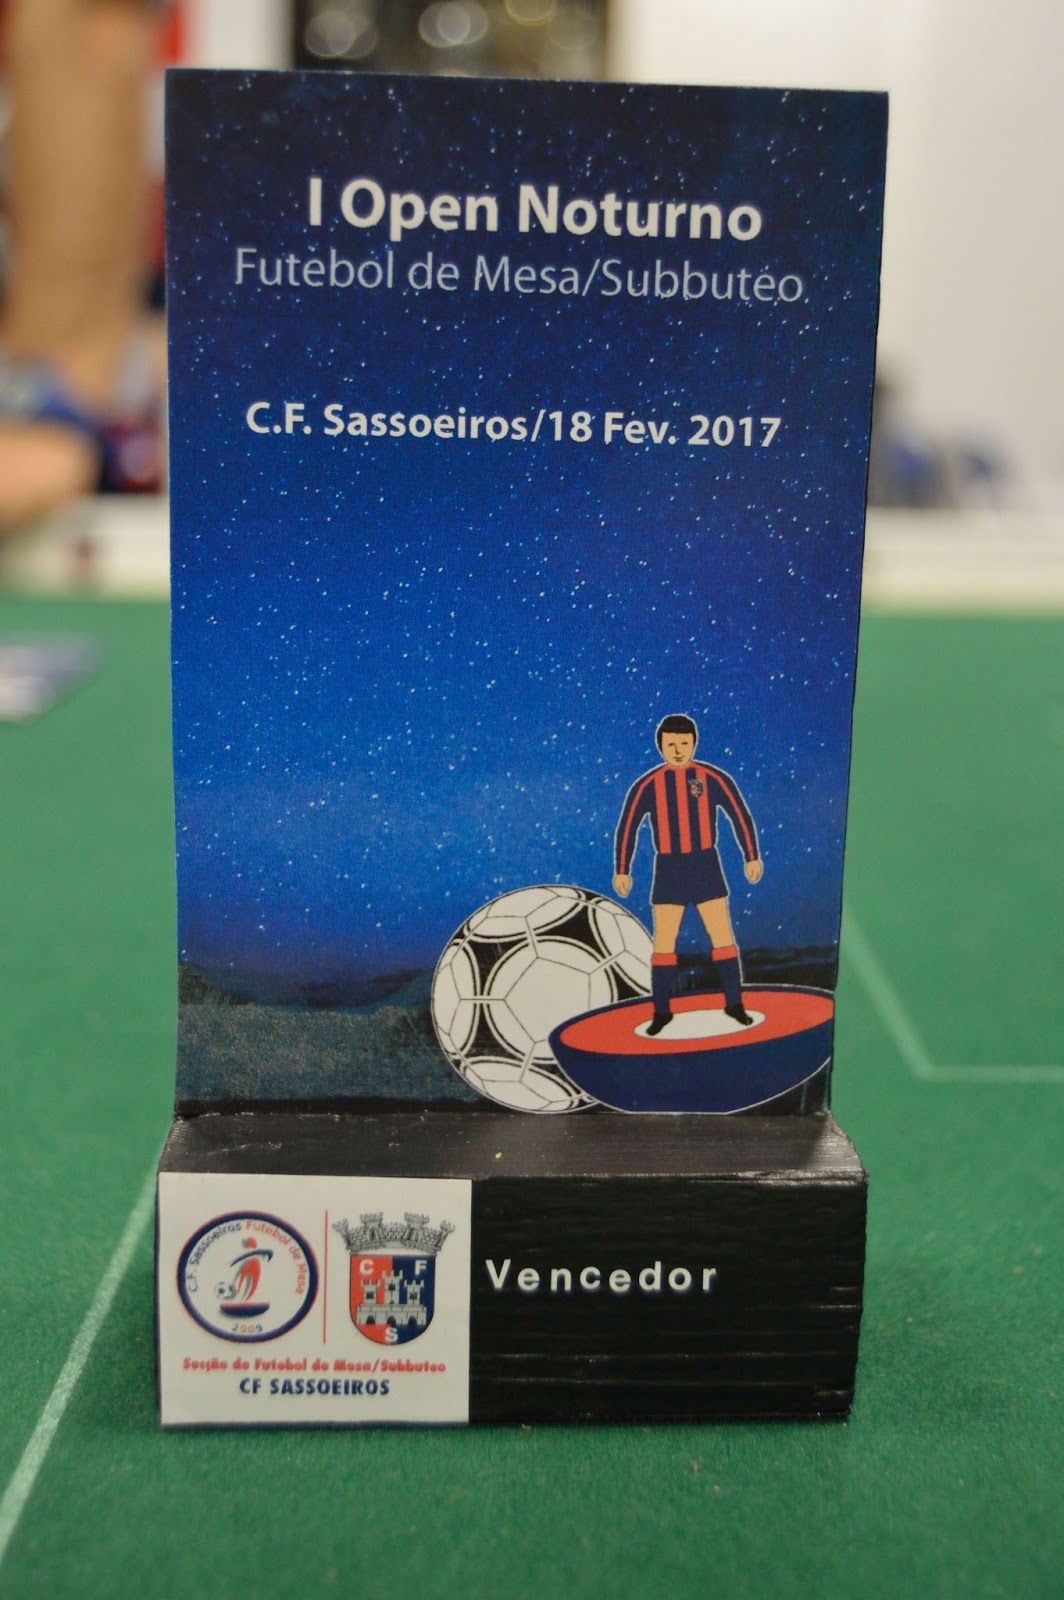 I Open Noturno
Futebol de Mesa/Subbuteo
C.F. Sassoeiros/18 Fev. 2017
C.F. Sassoeiros Futebol de Mesa
2009
C F
S
Secção de Futebol de Mesa/Subbuteo
CF SASSOEIROS
Vencedor